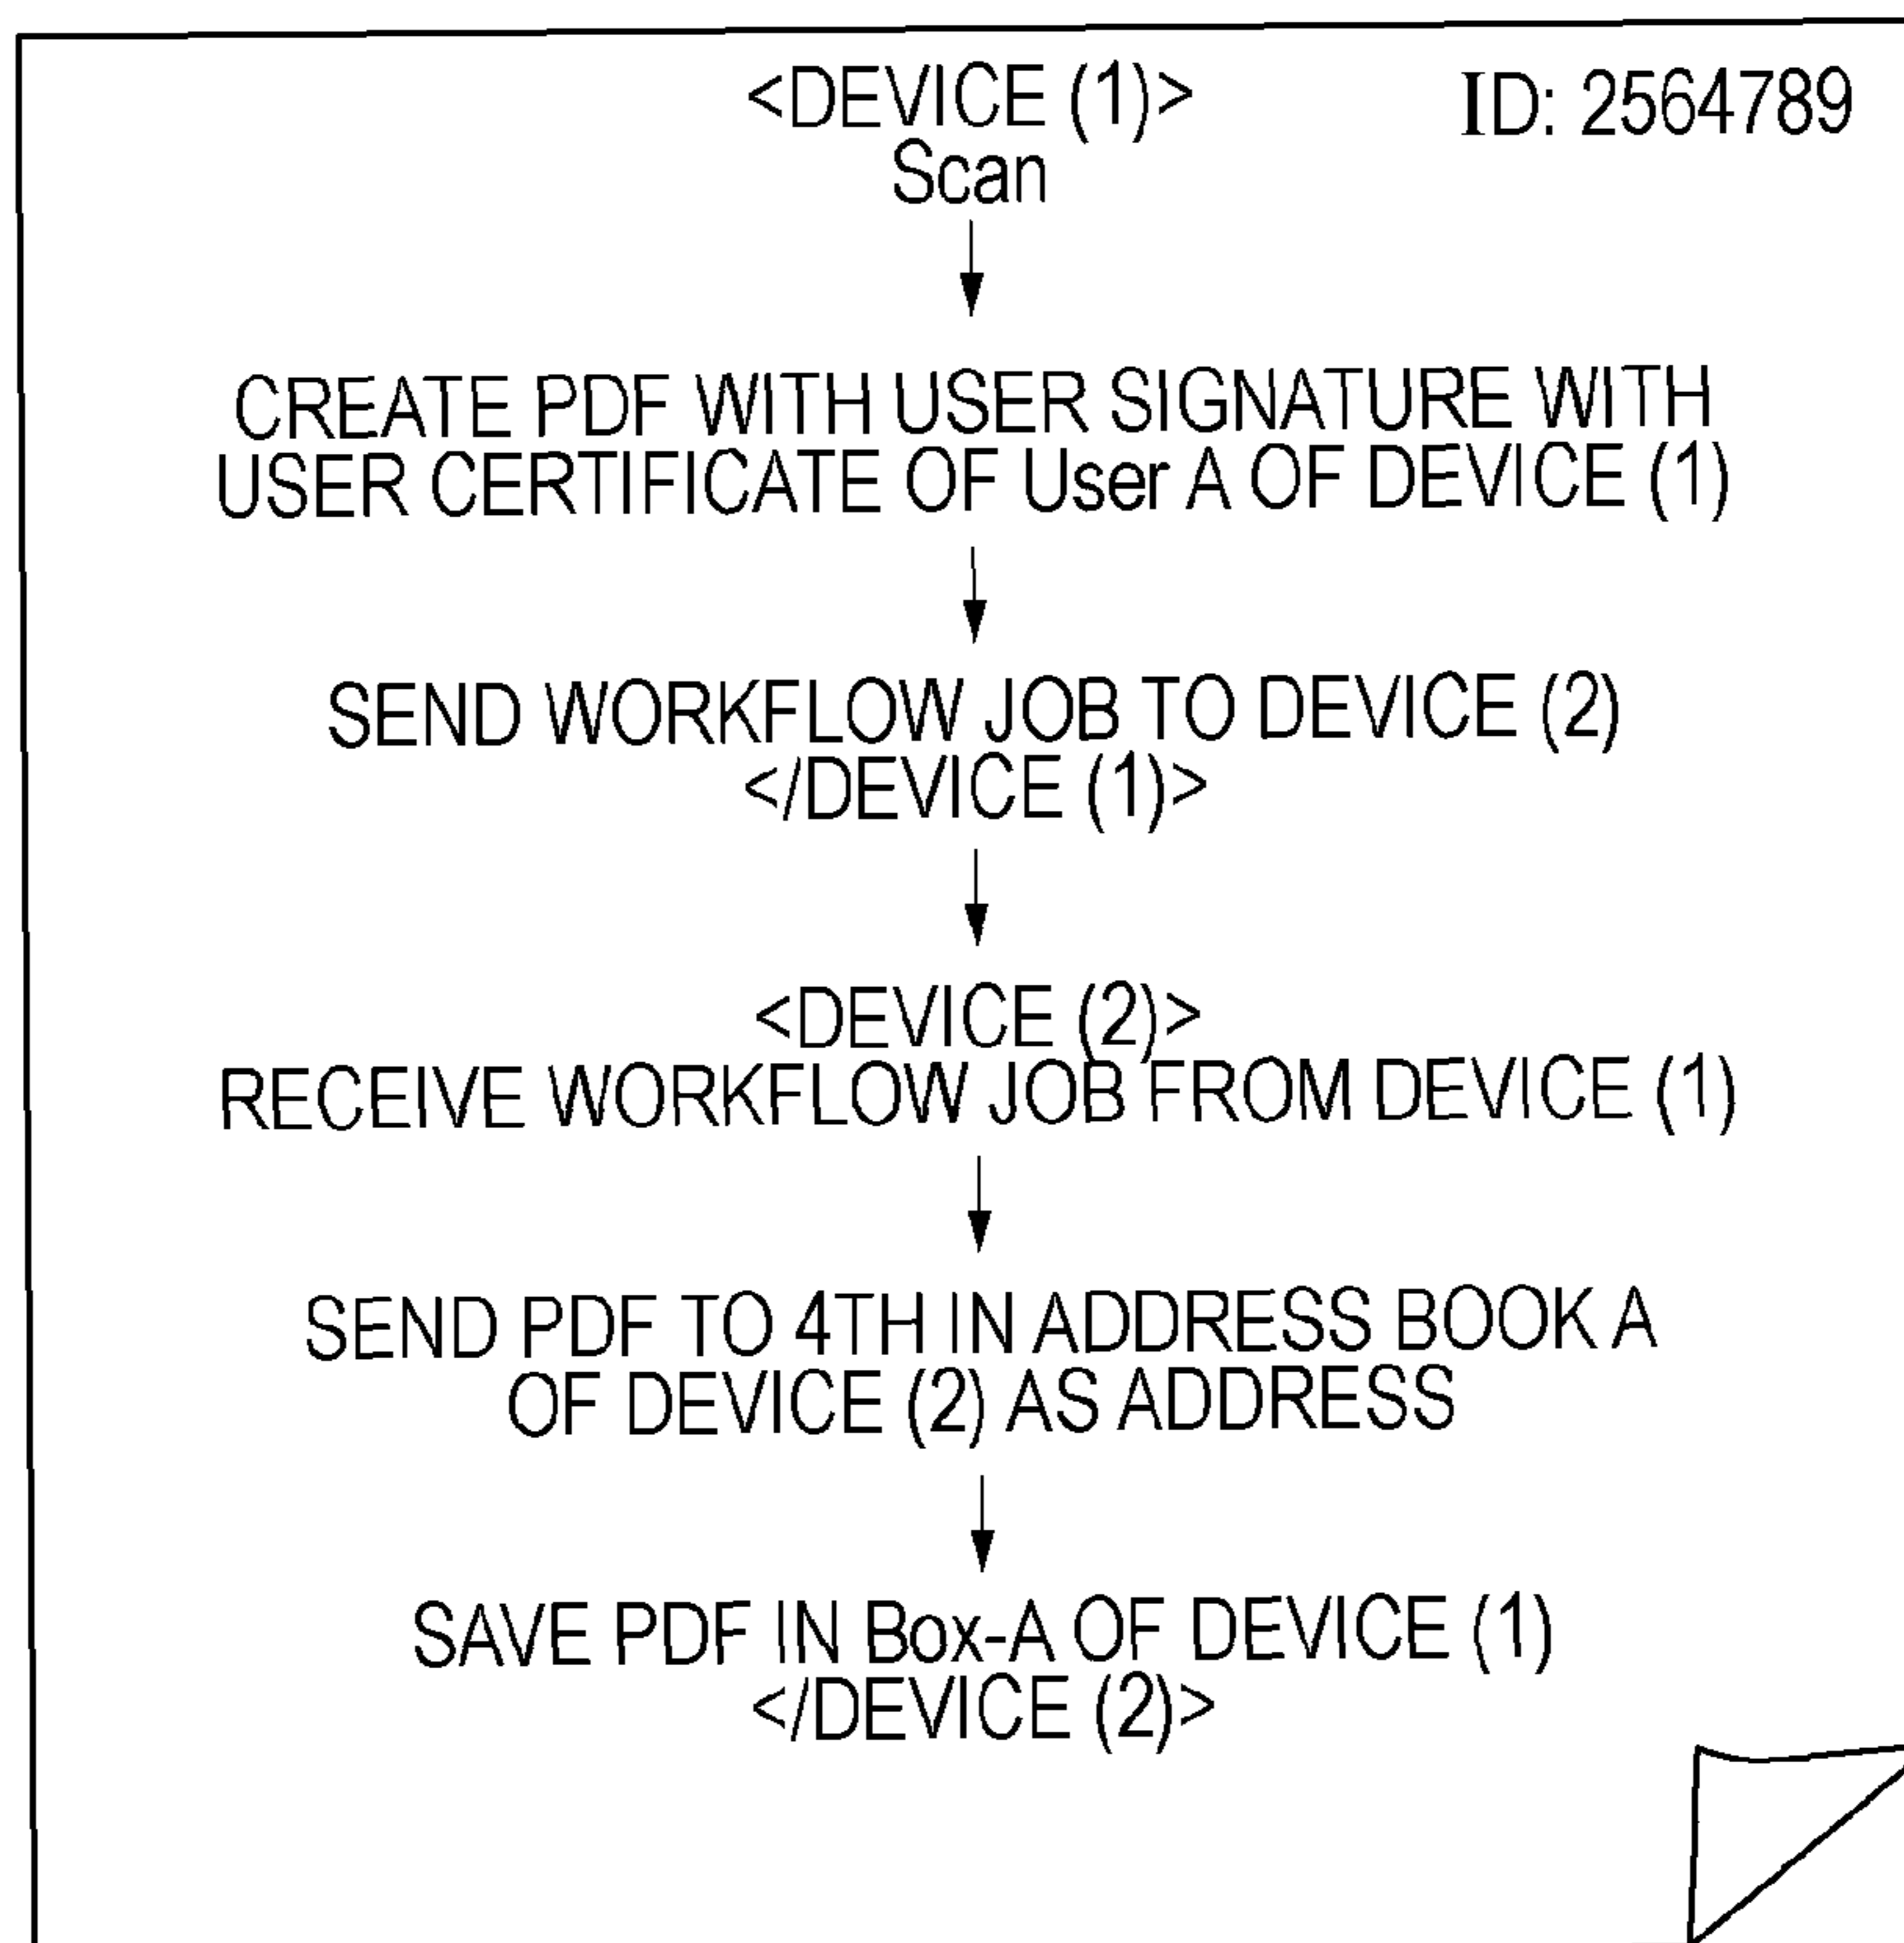 <DEVICE (1)>
ID: 2564789
Scan
CREATE PDF WITH USER SIGNATURE WITH
USER CERTIFICATE OF User A OF DEVICE (1)
SEND WORKFLOW JOB TO DEVICE (2)
</DEVICE (1)>
<DEVICE (2)>
RECEIVE WORKFLOW JOB FROM DEVICE (1)
SEND PDF TO 4TH IN ADDRESS BOOK A
OF DEVICE (2) AS ADDRESS
SAVE PDF IN Box-A OF DEVICE (1)
</DEVICE (2)>